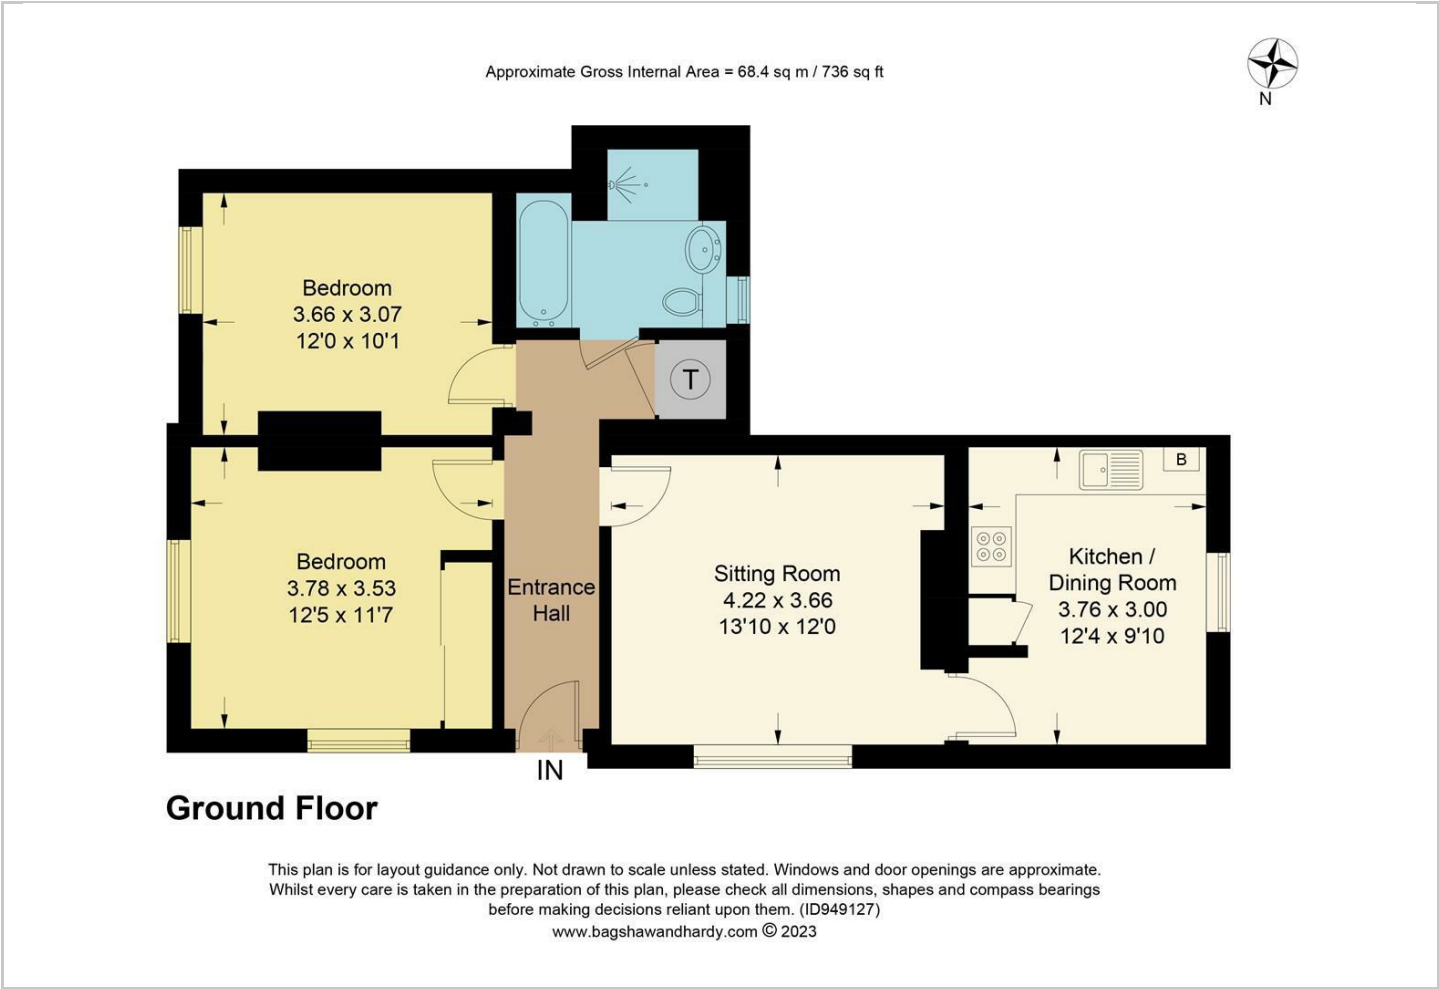 Approximate Gross Internal Area = 68.4 sq m / 736 sq ft
N
Bedroom
3.66 x 3.07
12'0 x 10'1
T
B
Bedroom
3.78 x 3.53
12'5 x 11'7
Entrance
Hall
Sitting Room
4.22 x 3.66
13'10 x 12'0
Kitchen /
Dining Room
3.76 x 3.00
12'4 x 9'10
IN
Ground Floor
This plan is for layout guidance only. Not drawn to scale unless stated. Windows and door openings are approximate.
Whilst every care is taken in the preparation of this plan, please check all dimensions, shapes and compass bearings
before making decisions reliant upon them. (ID949127)
www.bagshawandhardy.com © 2023